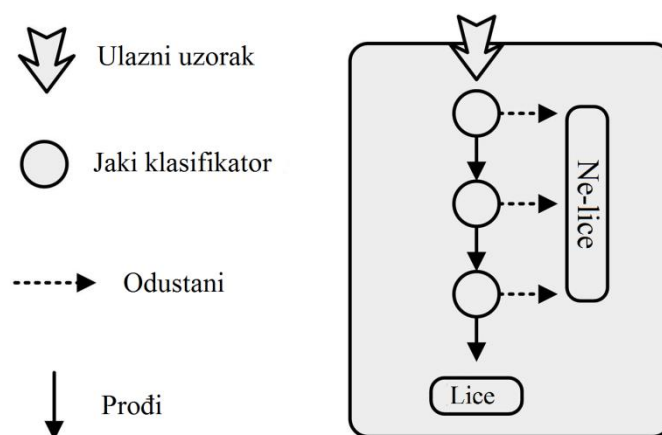 Ulazni uzorak
Jaki klasifikator
Odustani
Prođi
Ne-lice
Lice